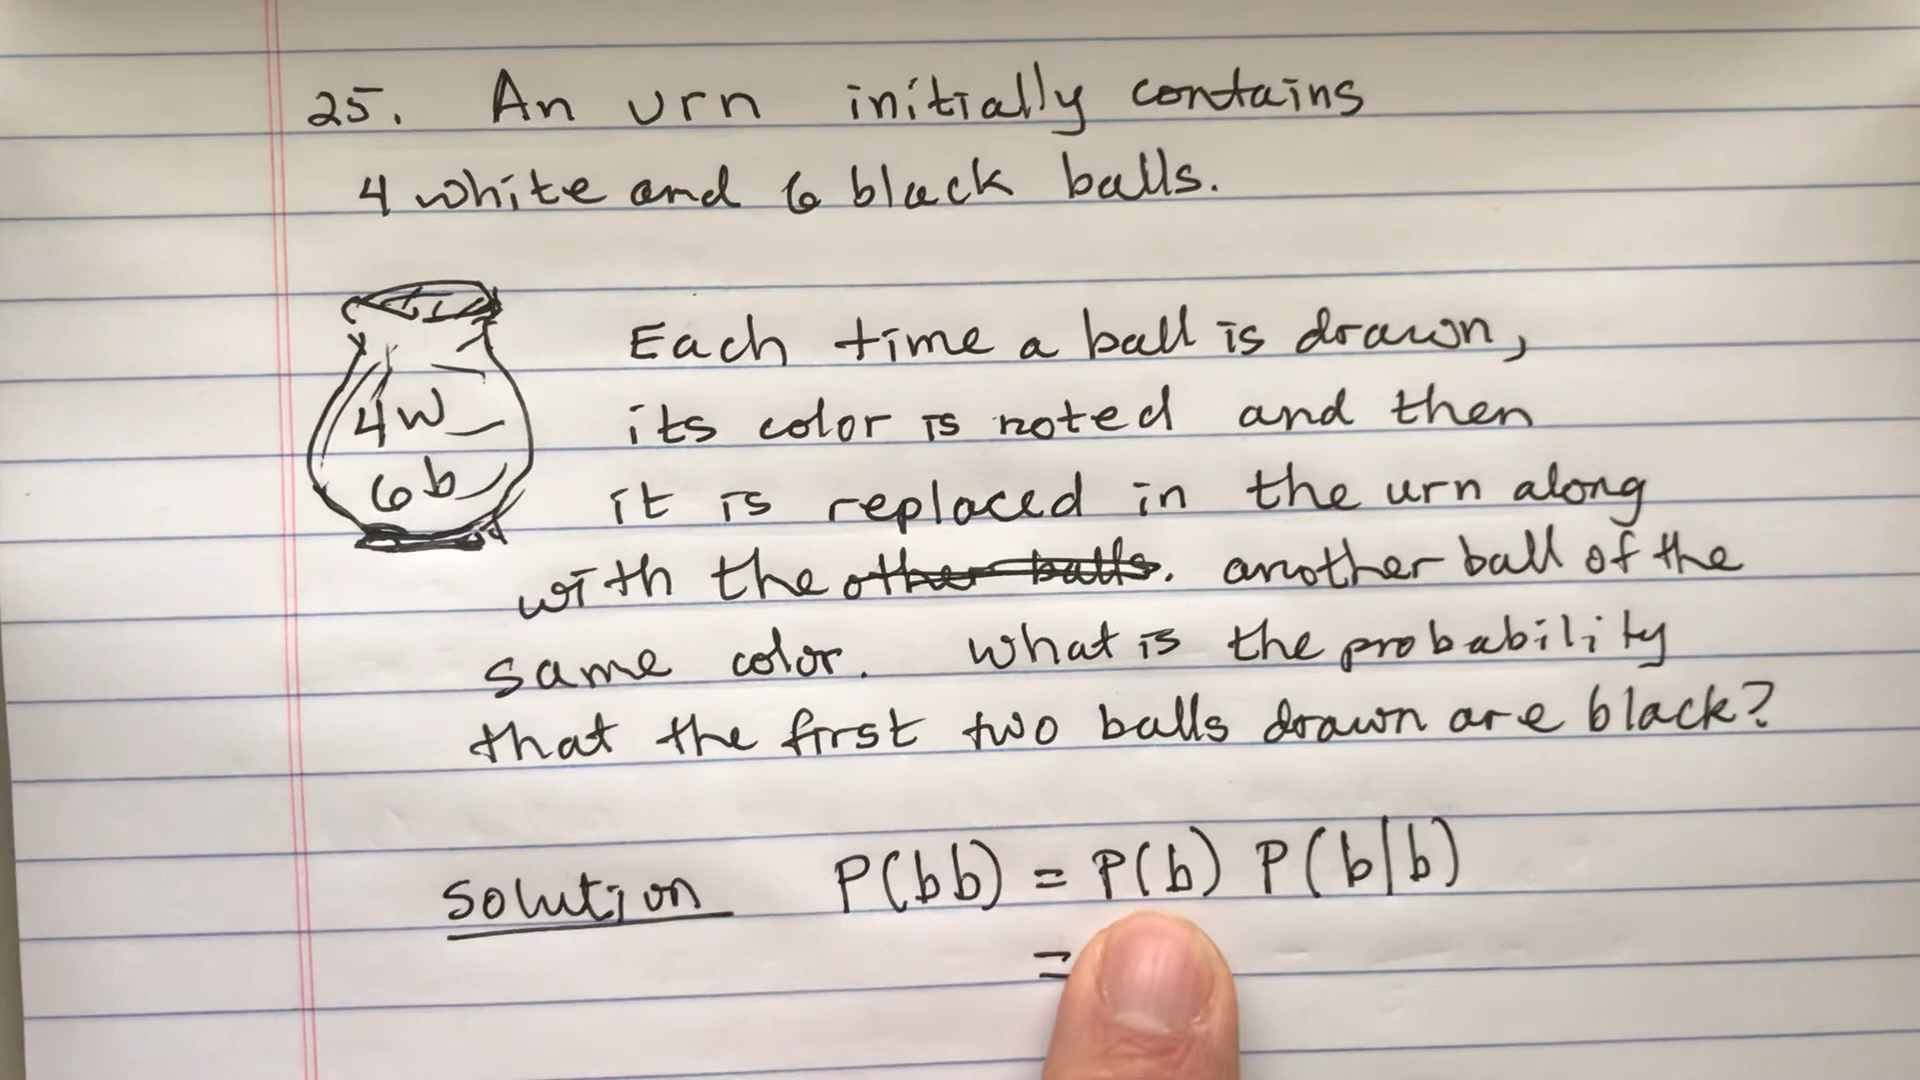 25. An urn initially contains
4 white and 6 black balls.
4w
6b
Each time a ball is drawn,
its color is noted and then
it is replaced in the urn along
with the other balls. another ball of the
same color. What is the probability
that the first two balls drawn are black?
Solution P(bb) = P(b) P(b|b)
=